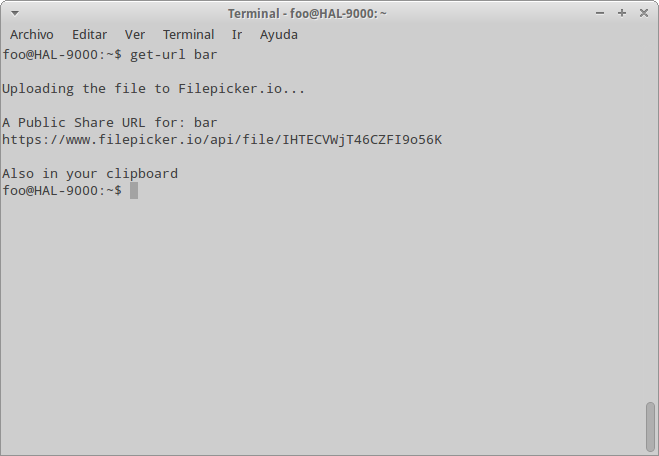 Terminal - foo@HAL-9000: ~
Archivo Editar Ver Terminal Ir Ayuda
foo@HAL-9000:~$ get-url bar
Uploading the file to Filepicker.io...
A Public Share URL for: bar
https://www.filepicker.io/api/file/IHTECVWjT46CZFI9o56K
Also in your clipboard
foo@HAL-9000:~$